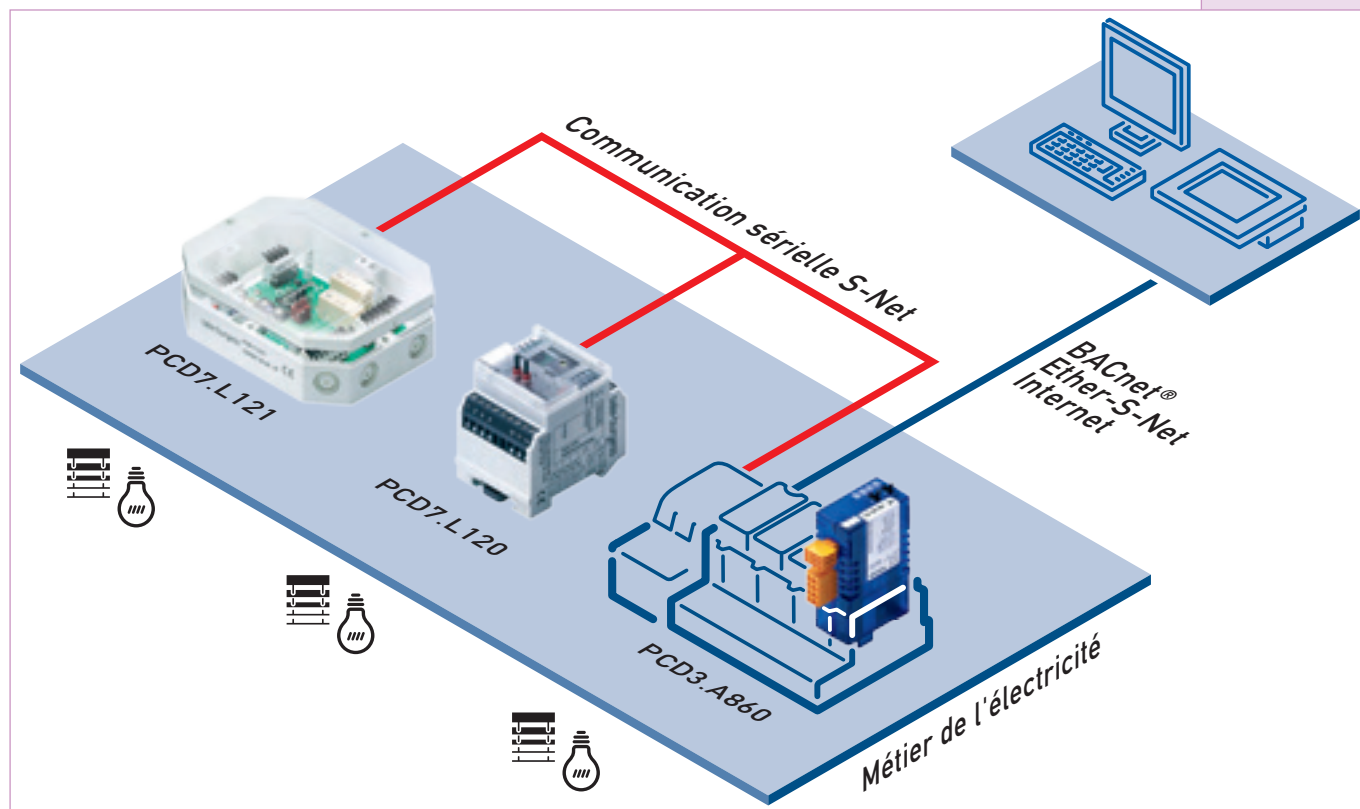 Communication sérielle S-Net
BACnet®
Ether-S-Net
Internet
PCD7.L121
PCD7.L120
PCD3.A860
Métier de l'électricité